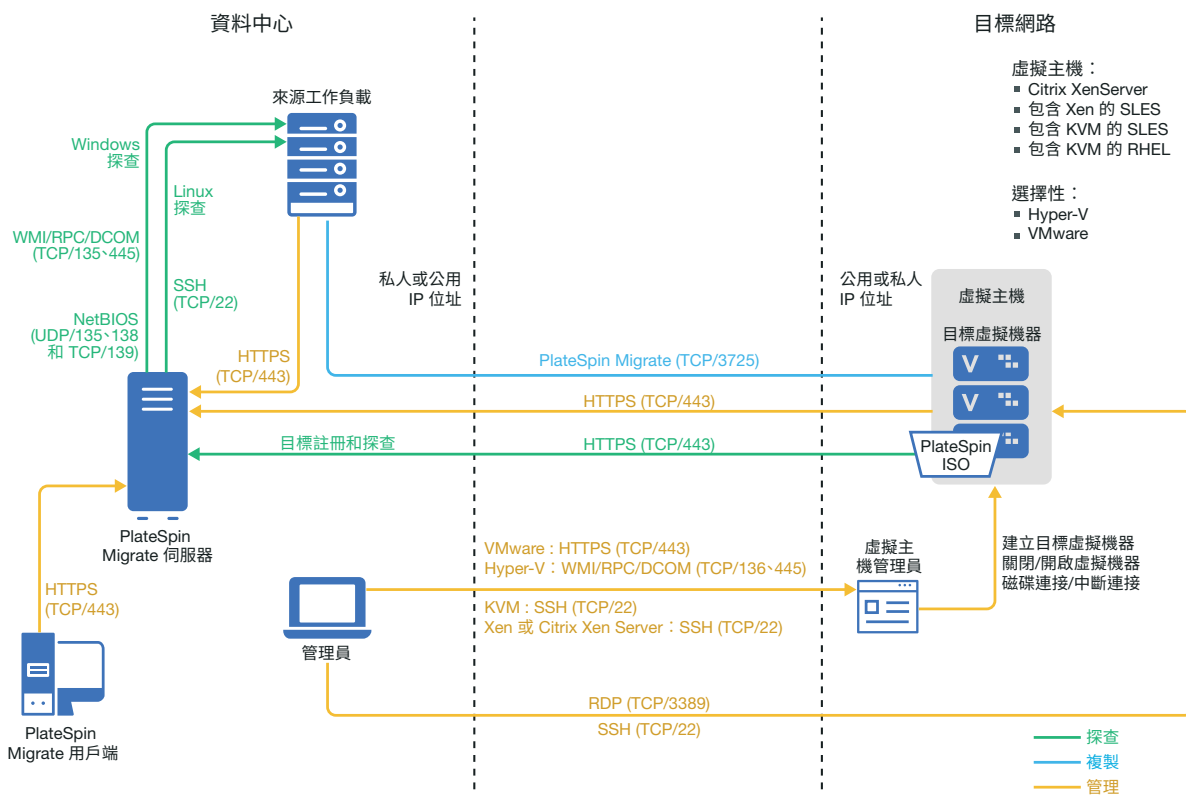 資料中心
目標網路
虛擬主機：
Citrix XenServer
包含 Xen 的 SLES
包含 KVM 的 SLES
包含 KVM 的 RHEL
選擇性：
Hyper-V
VMware
來源工作負載
Windows
探查
Linux
探查
WMI/RPC/DCOM
(TCP/135、445)
SSH
(TCP/22)
NetBIOS
(UDP/135、138
和 TCP/139)
HTTPS
(TCP/443)
私人或公用
IP 位址
公用或私人
IP 位址
虛擬主機
目標虛擬機器
V
V
PlateSpin
ISO
PlateSpin Migrate (TCP/3725)
HTTPS (TCP/443)
目標註冊和探查
HTTPS (TCP/443)
PlateSpin
Migrate 伺服器
HTTPS
(TCP/443)
PlateSpin
Migrate 用戶端
管理員
VMware : HTTPS (TCP/443)
Hyper-V：WMI/RPC/DCOM (TCP/136、445)
KVM : SSH (TCP/22)
Xen 或 Citrix Xen Server：SSH (TCP/22)
虛擬主
機管理員
建立目標虛擬機器
關閉/開啟虛擬機器
磁碟連接/中斷連接
RDP (TCP/3389)
SSH (TCP/22)
探查
複製
管理